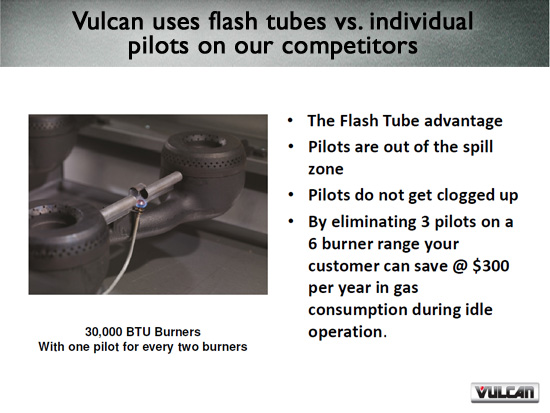 Vulcan uses flash tubes vs. individual
pilots on our competitors
• The Flash Tube advantage
• Pilots are out of the spill
zone
• Pilots do not get clogged up
• By eliminating 3 pilots on a
6 burner range your
customer can save @ $300
per year in gas
consumption during idle
operation.
30,000 BTU Burners
With one pilot for every two burners
VULCAN